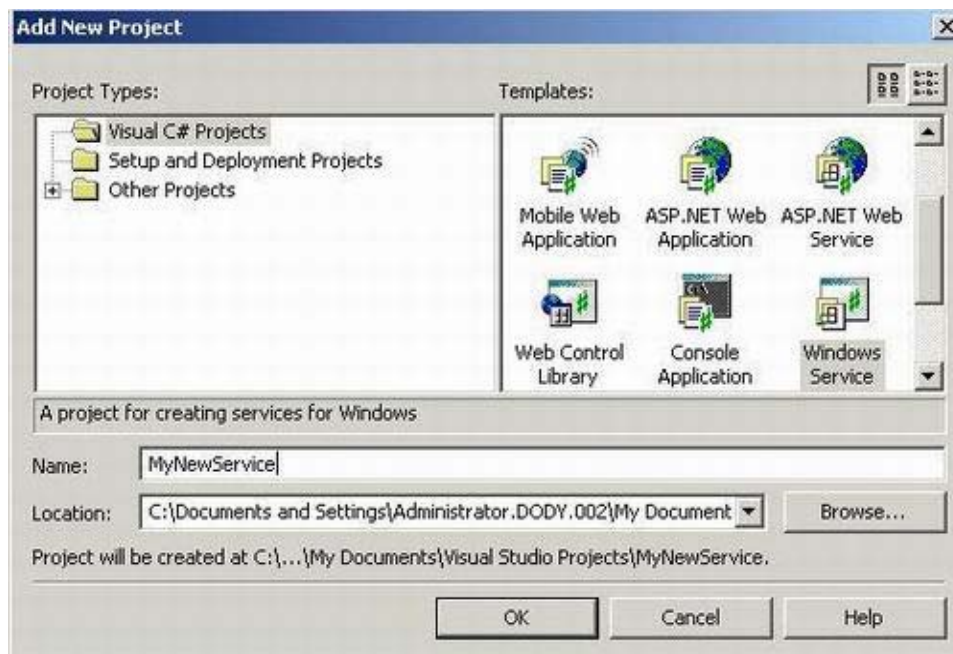 Add New Project
Project Types:
Templates:
Visual C# Projects
Setup and Deployment Projects
Other Projects
Mobile Web Application
ASP.NET Web Application
ASP.NET Web Service
Web Control Library
Console Application
Windows Service
A project for creating services for Windows
Name: MyNewService
Location: C:\Documents and Settings\Administrator.DODY.002\My Document
Browse...
Project will be created at C:\...\My Documents\Visual Studio Projects\MyNewService.
OK
Cancel
Help